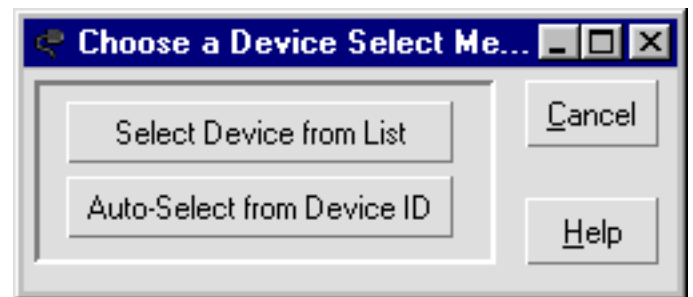 Choose a Device Select Me...
Select Device from List
Cancel
Auto-Select from Device ID
Help